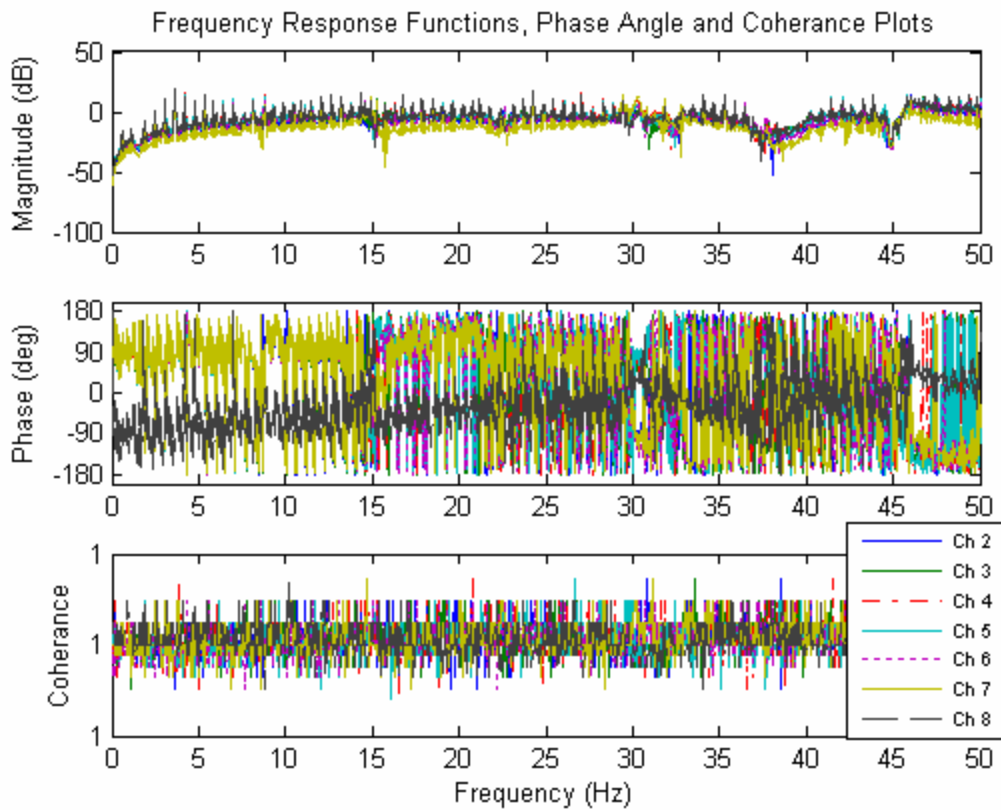 Frequency Response Functions, Phase Angle and Coherance Plots
Magnitude (dB)
50
0
-50
-100
0 5 10 15 20 25 30 35 40 45 50
Phase (deg)
180
90
0
-90
-180
0 5 10 15 20 25 30 35 40 45 50
Coherance
1
1
1
0 5 10 15 20 25 30 35 40 45 50
Frequency (Hz)
Ch 2
Ch 3
Ch 4
Ch 5
Ch 6
Ch 7
Ch 8